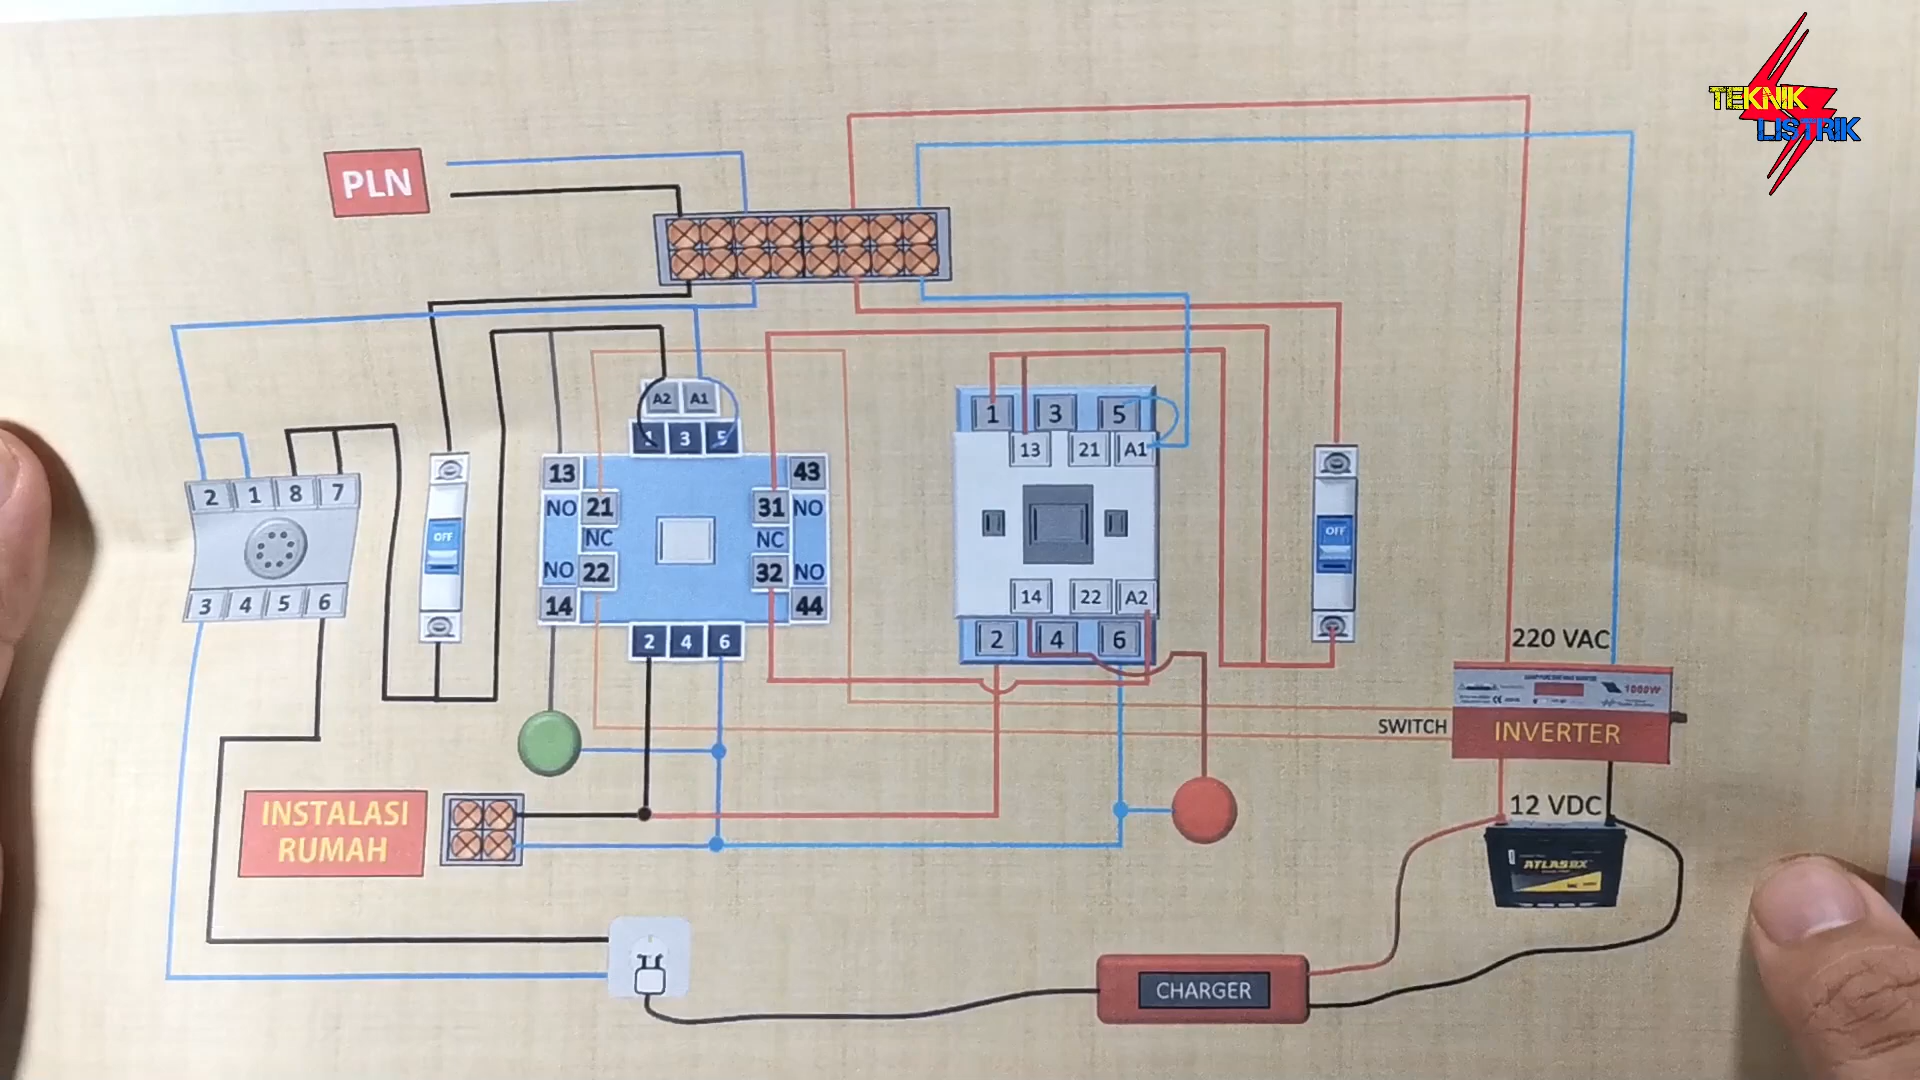 TEKNIK
LISTRIK
PLN
A2 A1
1 3 5
1 3 5
13 21 A1
2 1 8 7
13 43
NO 21 31 NO
OFF
NC NC
OFF
NO 22 32 NO
14 44
3 4 5 6
14 22 A2
2 4 6
2 4 6
220 VAC
1000W
SWITCH
INVERTER
INSTALASI
RUMAH
12 VDC
ATLASBX
CHARGER